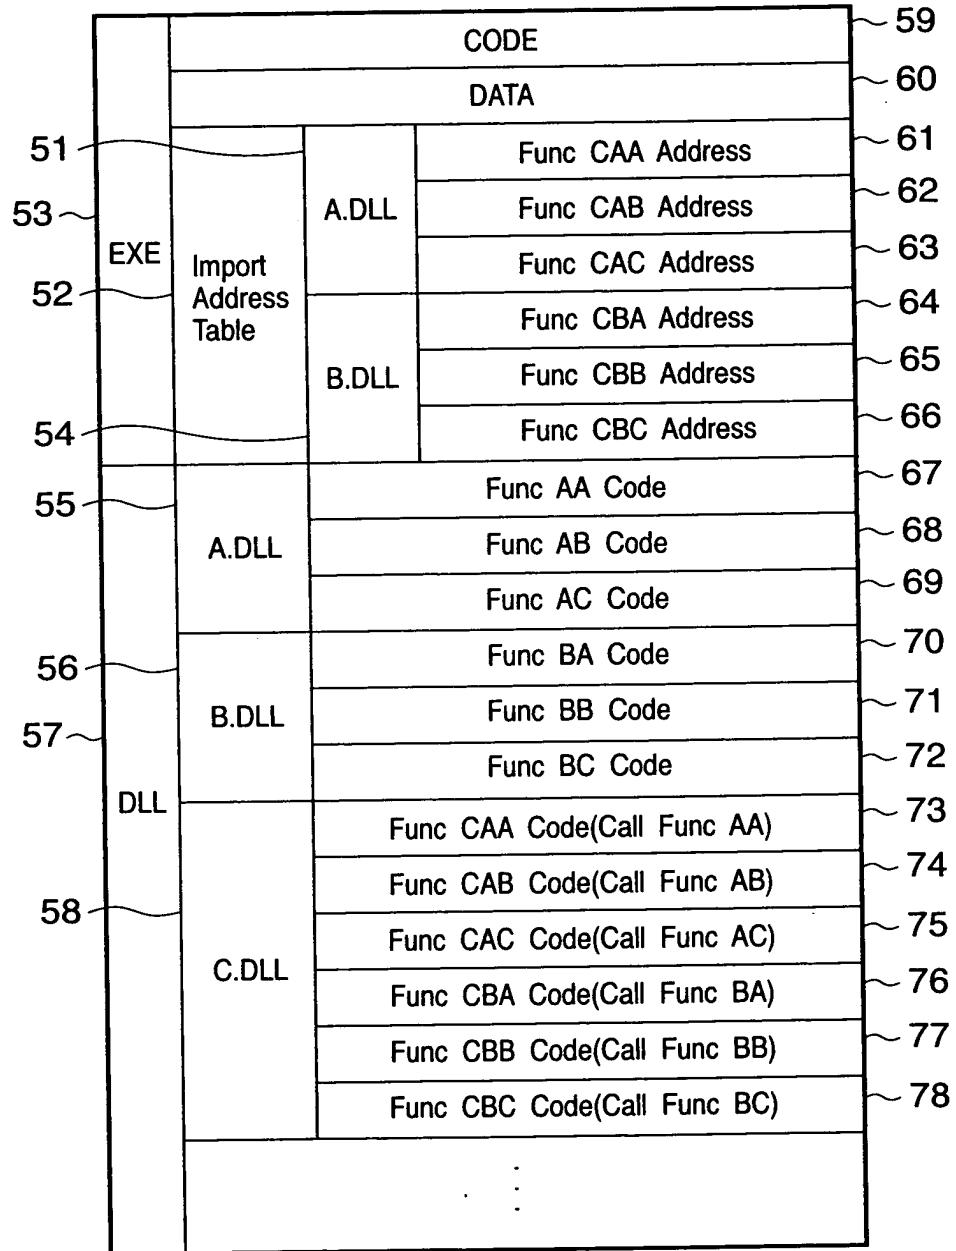 CODE 59
DATA 60
51 Func CAA Address 61
53 A.DLL Func CAB Address 62
EXE Import Func CAC Address 63
52 Address Func CBA Address 64
Table
B.DLL Func CBB Address 65
54 Func CBC Address 66
55 Func AA Code 67
A.DLL Func AB Code 68
Func AC Code 69
56 Func BA Code 70
57 B.DLL Func BB Code 71
Func BC Code 72
DLL Func CAA Code(Call Func AA) 73
58 Func CAB Code(Call Func AB) 74
C.DLL Func CAC Code(Call Func AC) 75
Func CBA Code(Call Func BA) 76
Func CBB Code(Call Func BB) 77
Func CBC Code(Call Func BC) 78